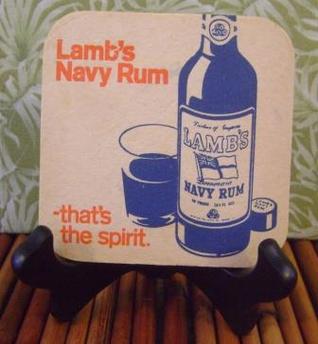 Lamb's
Navy Rum
LAMB'S
NAVY RUM
-that's
the spirit.